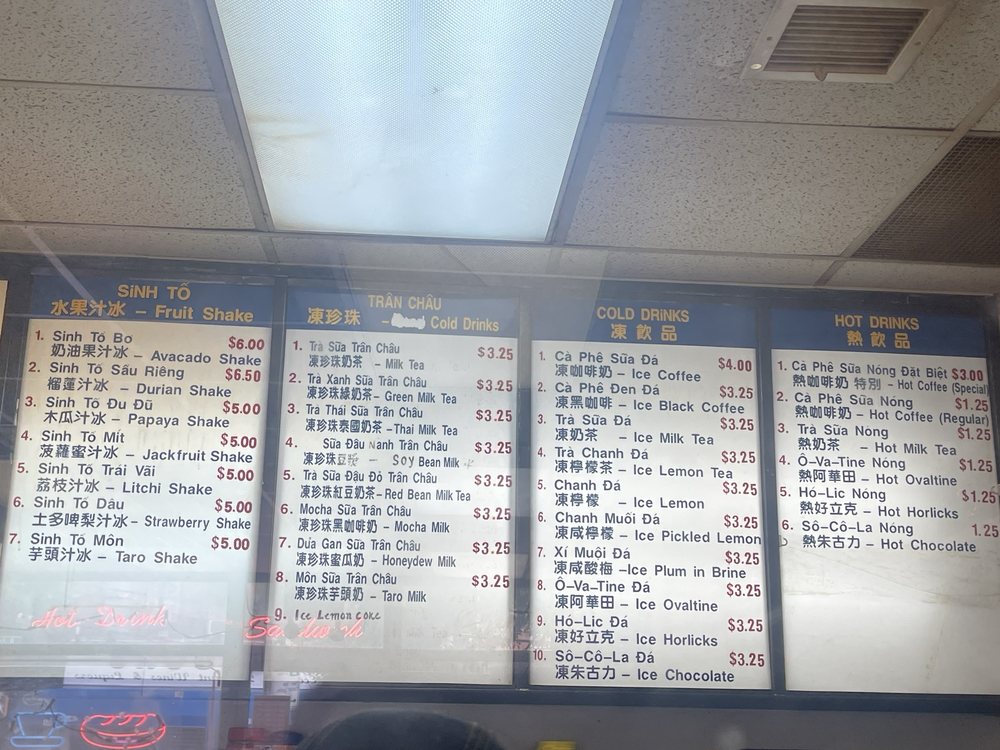 SiNH TỐ
水果汁冰 – Fruit Shake
1. Sinh Tố Bơ $6.00
奶油果汁冰 – Avacado Shake
2. Sinh Tố Sầu Riêng $6.50
榴蓮汁冰 – Durian Shake
3. Sinh Tố Đu Đủ $5.00
木瓜汁冰 – Papaya Shake
4. Sinh Tố Mít $5.00
菠蘿蜜汁冰 – Jackfruit Shake
5. Sinh Tố Trái Vải $5.00
荔枝汁冰 – Litchi Shake
6. Sinh Tố Dâu $5.00
士多啤梨汁冰 – Strawberry Shake
7. Sinh Tố Môn $5.00
芋頭汁冰 – Taro Shake
TRÂN CHÂU
凍珍珠 – Cold Drinks
1. Trà Sữa Trân Châu $3.25
凍珍珠奶茶 – Milk Tea
2. Trà Xanh Sữa Trân Châu $3.25
凍珍珠綠奶茶 – Green Milk Tea
3. Trà Thái Sữa Trân Châu $3.25
凍珍珠泰國奶茶 – Thai Milk Tea
4. Sữa Đậu Nành Trân Châu $3.25
凍珍珠豆漿 – Soy Bean Milk
5. Trà Sữa Đậu Đỏ Trân Châu $3.25
凍珍珠紅豆奶茶 – Red Bean Milk Tea
6. Mocha Sữa Trân Châu $3.25
凍珍珠黑咖啡奶 – Mocha Milk
7. Dưa Gan Sữa Trân Châu $3.25
凍珍珠蜜瓜奶 – Honeydew Milk
8. Môn Sữa Trân Châu $3.25
凍珍珠芋頭奶 – Taro Milk
9. Ice Lemon coke
COLD DRiNKS
凍飲品
1. Cà Phê Sữa Đá $4.00
凍咖啡奶 – Ice Coffee
2. Cà Phê Đen Đá $3.25
凍黑咖啡 – Ice Black Coffee
3. Trà Sữa Đá $3.25
凍奶茶 – Ice Milk Tea
4. Trà Chanh Đá $3.25
凍檸檬茶 – Ice Lemon Tea
5. Chanh Đá $3.25
凍檸檬 – Ice Lemon
6. Chanh Muối Đá $3.25
凍咸檸檬 – Ice Pickled Lemon
7. Xí Muội Đá $3.25
凍咸酸梅 – Ice Plum in Brine
8. Ô–Va–Tine Đá $3.25
凍阿華田 – Ice Ovaltine
9. Hó–Lic Đá $3.25
凍好立克 – Ice Horlicks
10. Sô–Cô–La Đá $3.25
凍朱古力 – Ice Chocolate
HOT DRINKS
熱飲品
1. Cà Phê Sữa Nóng Đặt Biệt $3.00
熱咖啡奶 特別 – Hot Coffee (Special)
2. Cà Phê Sữa Nóng $1.25
熱咖啡奶 – Hot Coffee (Regular)
3. Trà Sữa Nóng $1.25
熱奶茶 – Hot Milk Tea
4. Ô–Va–Tine Nóng $1.25
熱阿華田 – Hot Ovaltine
5. Hó–Lic Nóng $1.25
熱好立克 – Hot Horlicks
6. Sô–Cô–La Nóng 1.25
熱朱古力 – Hot Chocolate
Hot Drink
Sandwich